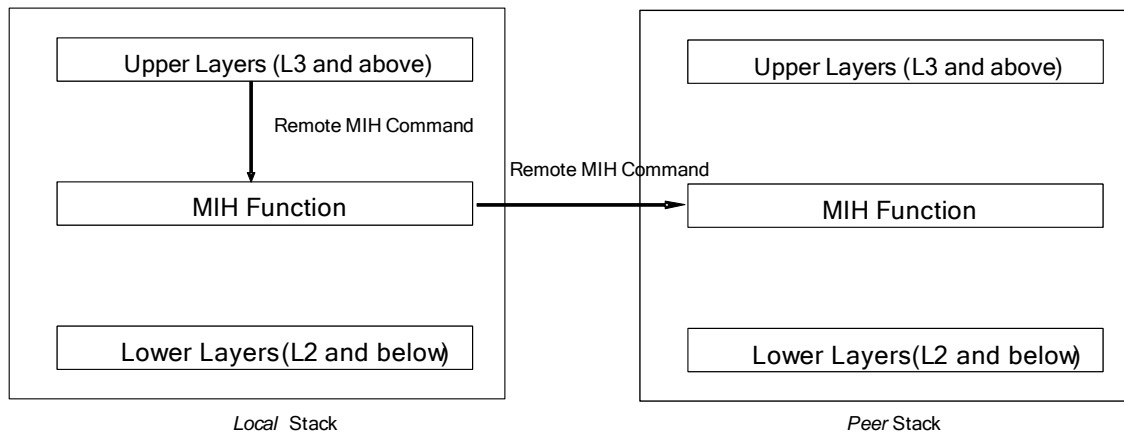 Upper Layers (L3 and above)
Remote MIH Command
MIH Function
Lower Layers(L2 and below)
Local Stack
Remote MIH Command
Upper Layers (L3 and above)
MIH Function
Lower Layers(L2 and below)
Peer Stack